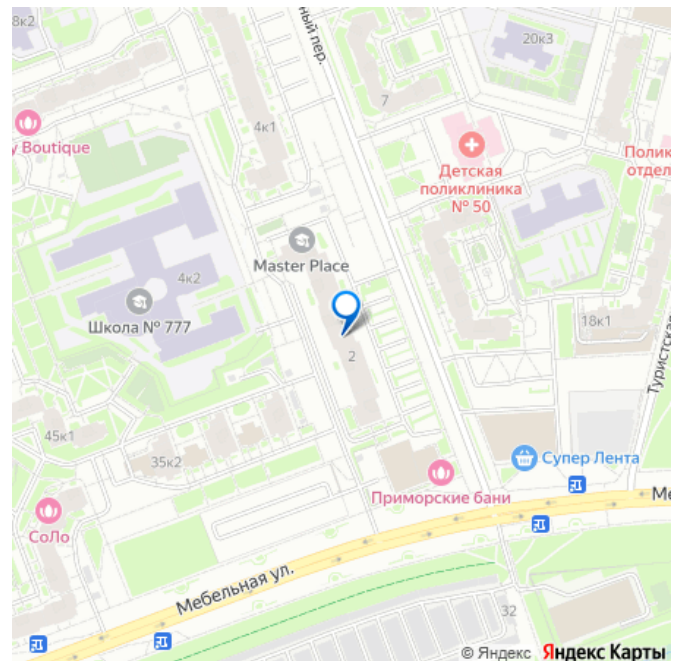 8к2
ный пер.
20к3
7
4к1
y Boutique
Детская
поликлиника
№ 50
Полик
отдел
Master Place
4к2
Школа № 777
2
18к1
Туристская
45к1
35к2
Супер Лента
Приморские бани
СоЛо
Ме
Мебельная ул.
32
© Яндекс Яндекс Карты